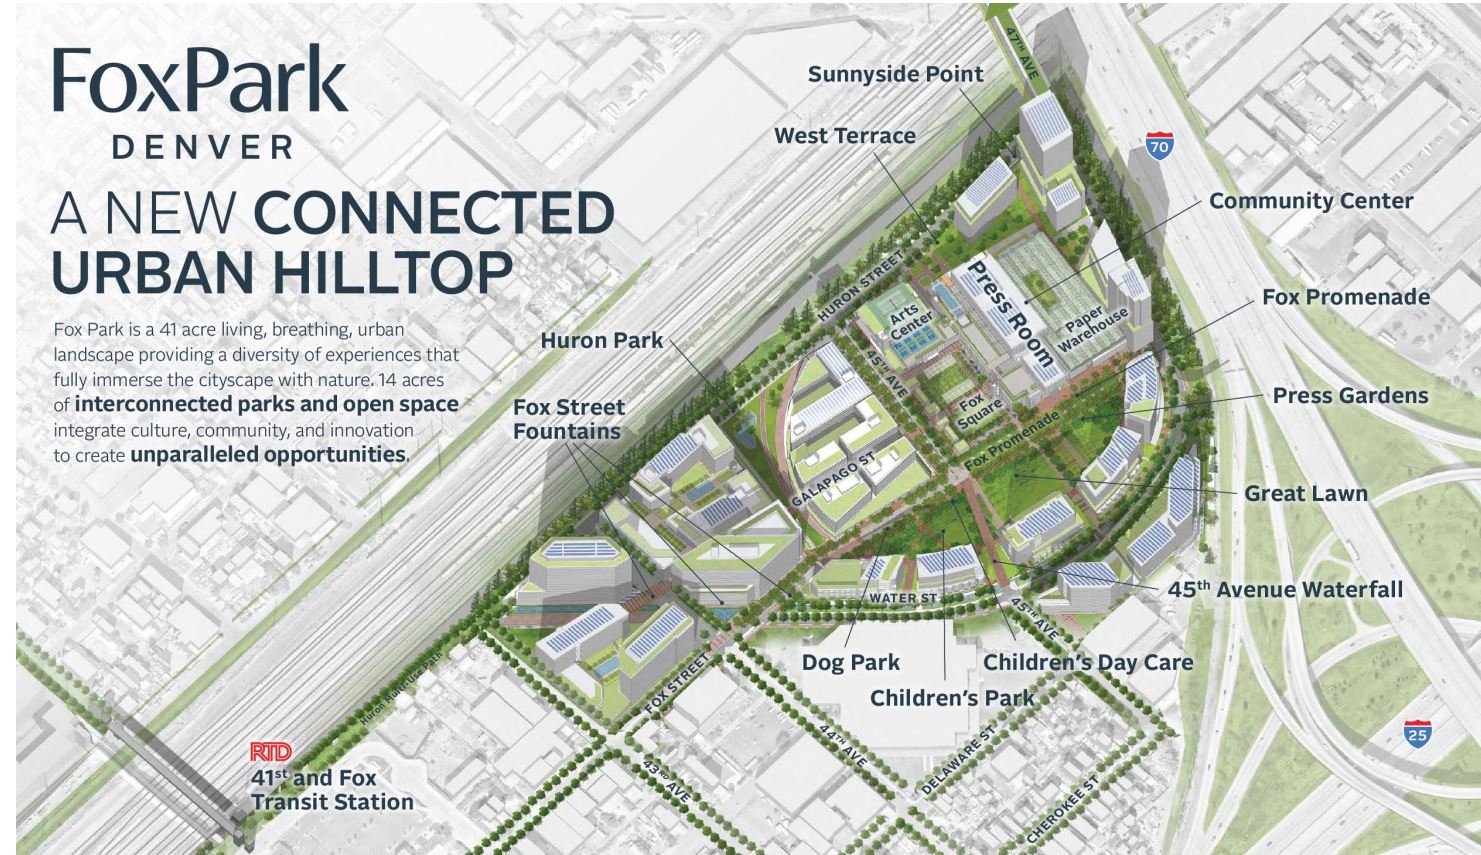 FoxPark
DENVER
A NEW CONNECTED
URBAN HILLTOP
Fox Park is a 41 acre living, breathing, urban
landscape providing a diversity of experiences that
fully immerse the cityscape with nature. 14 acres
of interconnected parks and open space
integrate culture, community, and innovation
to create unparalleled opportunities.
47TH AVE
Sunnyside Point
West Terrace
70
Community Center
HURON STREET
Press Room
Fox Promenade
Arts
Center
Paper
Warehouse
Huron Park
45TH AVE
Press Gardens
Fox Street
Fountains
Fox
Square
Fox Promenade
GALAPAGO ST
Great Lawn
45th Avenue Waterfall
WATER ST
45TH AVE
Dog Park
Children's Day Care
Children's Park
FOX STREET
Huron Multi-Use Path
44TH AVE
DELAWARE ST
25
RTD
41st and Fox
Transit Station
43RD AVE
CHEROKEE ST